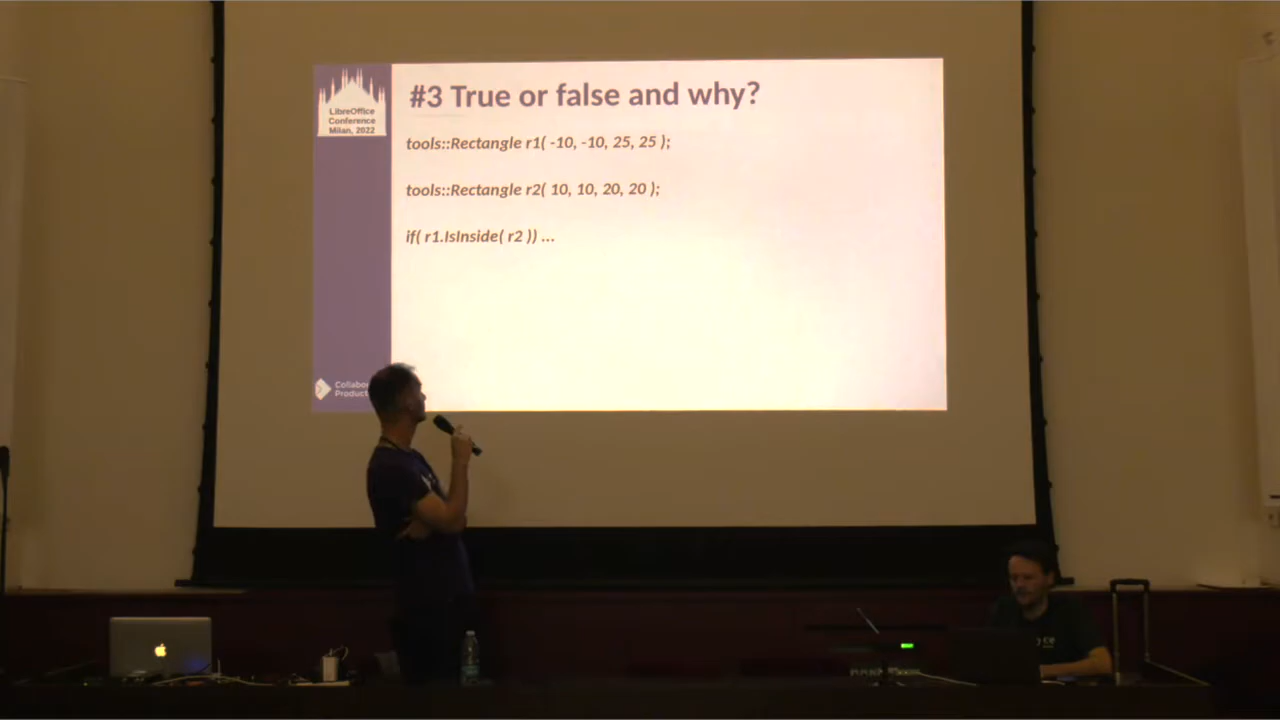 #3 True or false and why?
LibreOffice
Conference
Milan, 2022
tools::Rectangle r1( -10, -10, 25, 25 );
tools::Rectangle r2( 10, 10, 20, 20 );
if( r1.IsInside( r2 )) ...